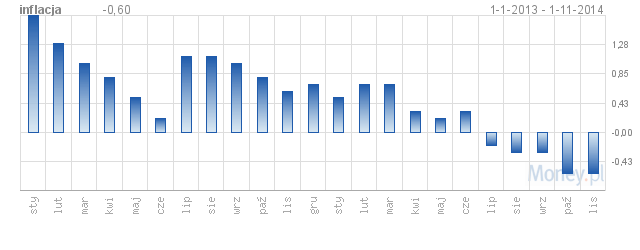 inflacja -0,60 1-1-2013 - 1-11-2014
1,28
0,85
0,43
-0,00
-0,43
Money.pl
sty lut mar kwi maj cze lip sie wrz paź lis gru sty lut mar kwi maj cze lip sie wrz paź lis